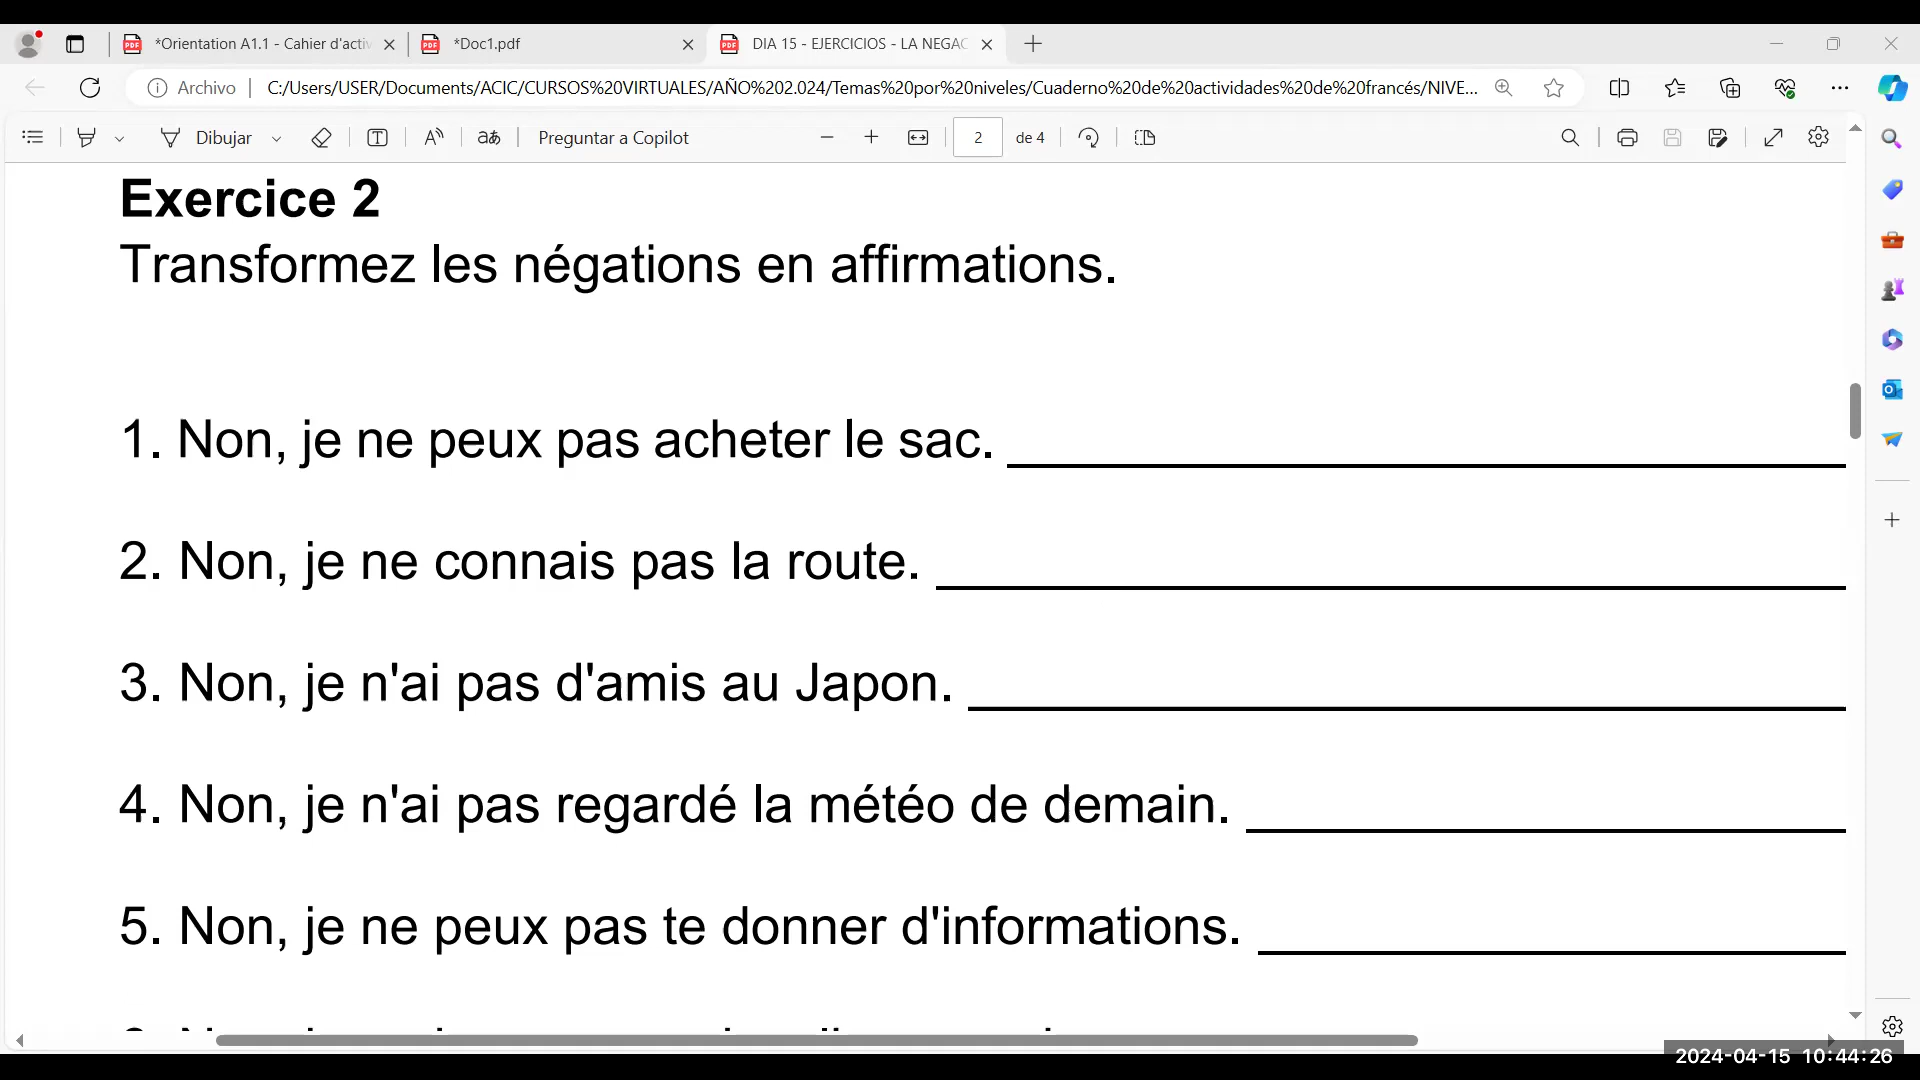 *Orientation A1.1 - Cahier d'activ
*Doc1.pdf
DIA 15 - EJERCICIOS - LA NEGAC
Archivo
C:/Users/USER/Documents/ACIC/CURSOS%20VIRTUALES/AÑO%202.024/Temas%20por%20niveles/Cuaderno%20de%20actividades%20de%20francés/NIVE...
Dibujar
Preguntar a Copilot
2 de 4
Exercice 2
Transformez les négations en affirmations.
1. Non, je ne peux pas acheter le sac.
2. Non, je ne connais pas la route.
3. Non, je n'ai pas d'amis au Japon.
4. Non, je n'ai pas regardé la météo de demain.
5. Non, je ne peux pas te donner d'informations.
2024-04-15 10:44:26